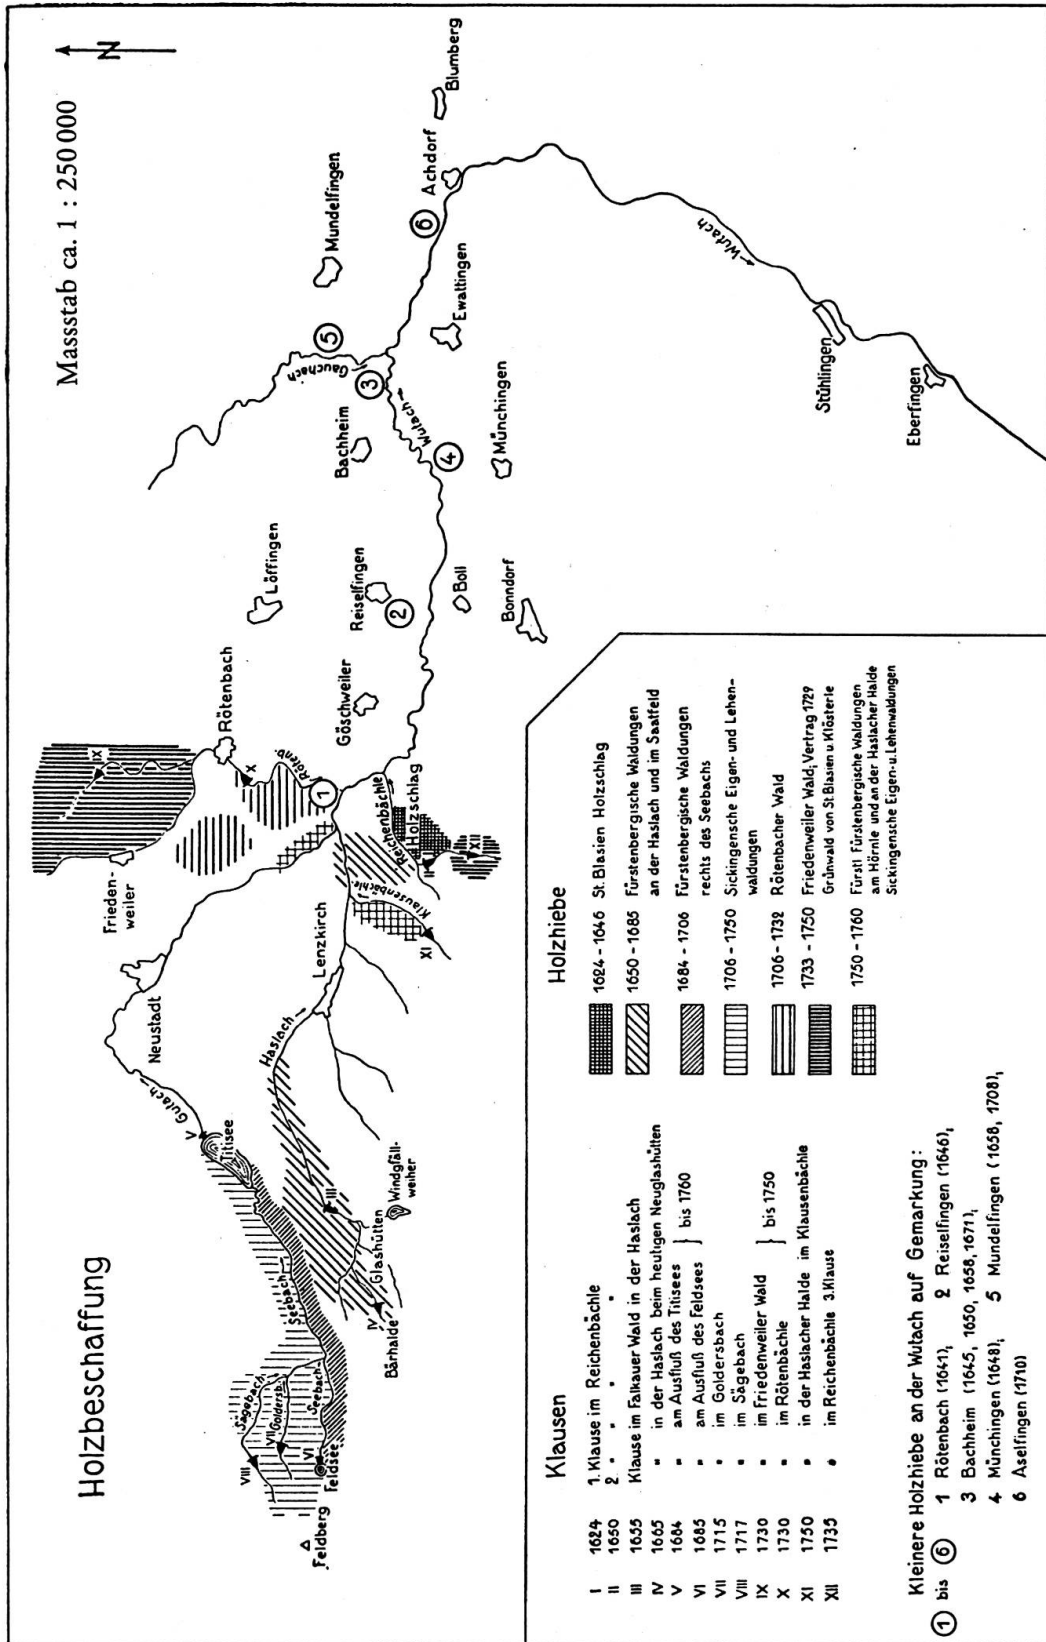 Holzbeschaffung
Massstab ca. 1 : 250 000
N
Feldberg
Feldsee
VI
VII
VIII
Sägebach
Goldersb.
Seebach
Seebach
Titisee
V
Gutach
Neustadt
Frieden-
weiler
IX
Rötenbach
X
Rötenb.
1
Bärhalde
IV
Glashütten
III
Windgfäll-
weiher
Haslach
Lenzkirch
XI
Klausenbächle
Reichenbächle
Holzschlag
I
II
XII
Göschweiler
Löffingen
Reiselfingen
2
Boll
Bonndorf
Bachheim
3
4
Wutach
Münchingen
Gauchach
5
Mundelfingen
Ewattingen
6
Achdorf
Blumberg
Wutach
Stühlingen
Eberfingen
Klausen
I 1624 1. Klause im Reichenbächle
II 1650 2. " " "
III 1655 Klause im Falkauer Wald in der Haslach
IV 1665 " in der Haslach beim heutigen Neuglashütten
V 1684 " am Ausfluß des Titisees } bis 1760
VI 1685 " am Ausfluß des Feldsees
VII 1715 " im Goldersbach
VIII 1717 " im Sägebach
IX 1730 " im Friedenweiler Wald } bis 1750
X 1730 " im Rötenbächle
XI 1750 " in der Haslacher Halde im Klausenbächle
XII 1735 " im Reichenbächle 3. Klause
Holzhiebe
1624 - 1646 St. Blasien Holzschlag
1650 - 1685 Fürstenbergische Waldungen
an der Haslach und im Saatfeld
1684 - 1706 Fürstenbergische Waldungen
rechts des Seebachs
1706 - 1750 Sickingensche Eigen- und Lehen-
waldungen
1706 - 1732 Rötenbacher Wald
1733 - 1750 Friedenweiler Wald; Vertrag 1729
Grünwald von St. Blasien u. Klösterle
1750 - 1760 Fürstl. Fürstenbergische Waldungen
am Hörnle und an der Haslacher Halde
Sickingensche Eigen- u. Lehenwaldungen
Kleinere Holzhiebe an der Wutach auf Gemarkung :
1 bis 6 1 Rötenbach (1641), 2 Reiselfingen (1646),
3 Bachheim (1645, 1650, 1658, 1671),
4 Münchingen (1648), 5 Mundelfingen (1658, 1708),
6 Aselfingen (1710)